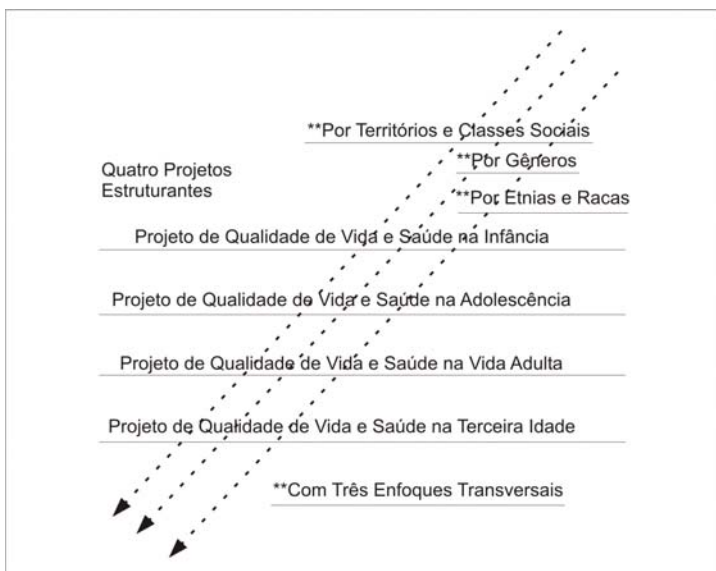 **Por Territórios e Classes Sociais
**Por Gêneros
Quatro Projetos
Estruturantes
**Por Etnias e Racas
Projeto de Qualidade de Vida e Saúde na Infância
Projeto de Qualidade de Vida e Saúde na Adolescência
Projeto de Qualidade de Vida e Saúde na Vida Adulta
Projeto de Qualidade de Vida e Saúde na Terceira Idade
**Com Três Enfoques Transversais